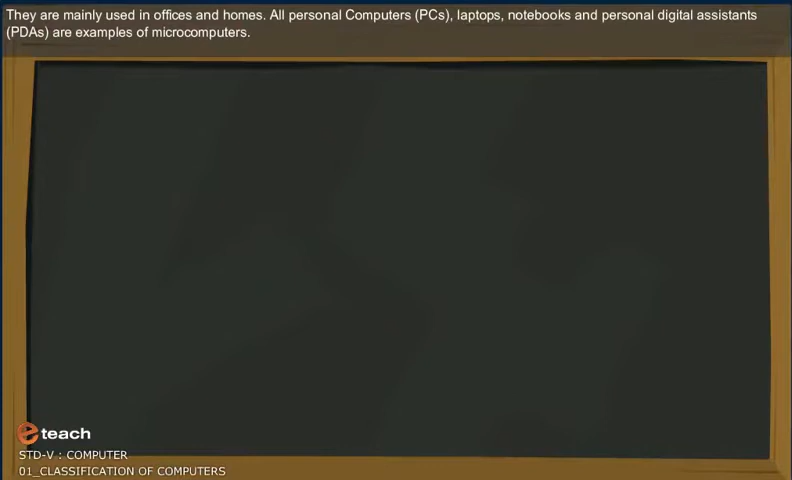 They are mainly used in offices and homes. All personal Computers (PCs), laptops, notebooks and personal digital assistants
(PDAs) are examples of microcomputers.
eteach
STD-V : COMPUTER
01_CLASSIFICATION OF COMPUTERS